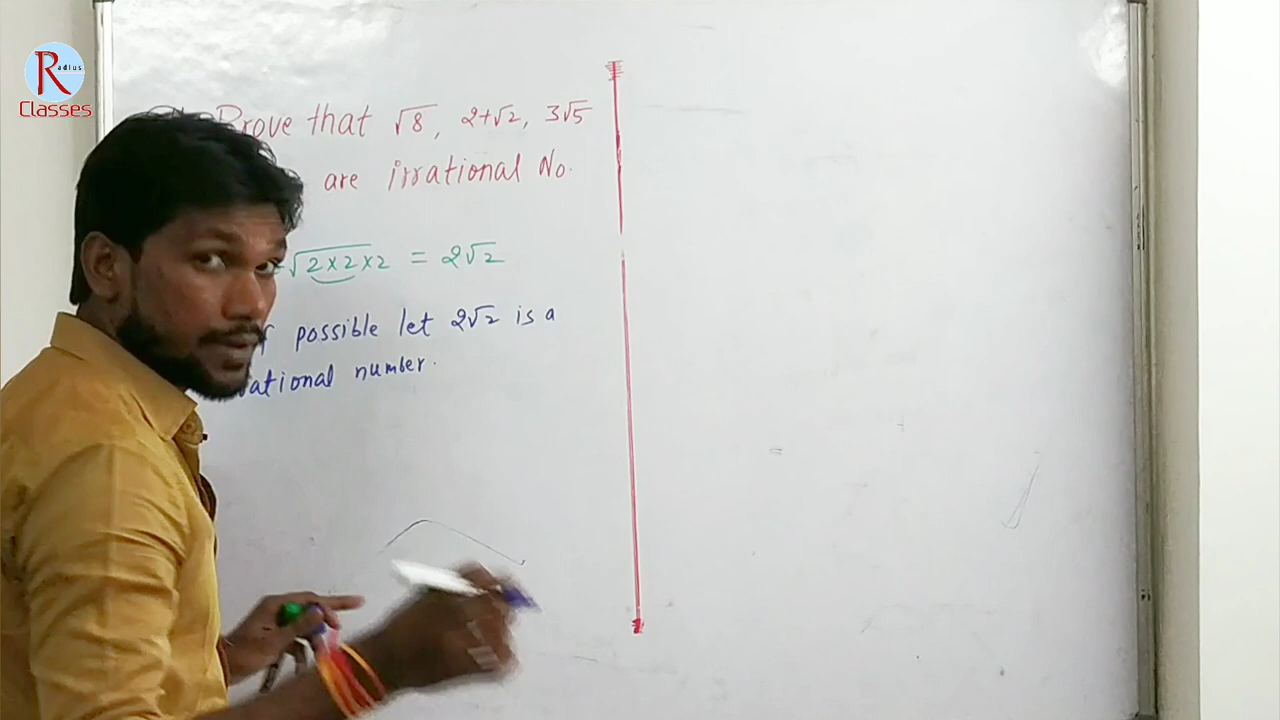 Radius
Classes
Prove that √8, 2+√2, 3√5
are irrational No.
√2×2×2 = 2√2
possible let 2√2 is a
rational number.